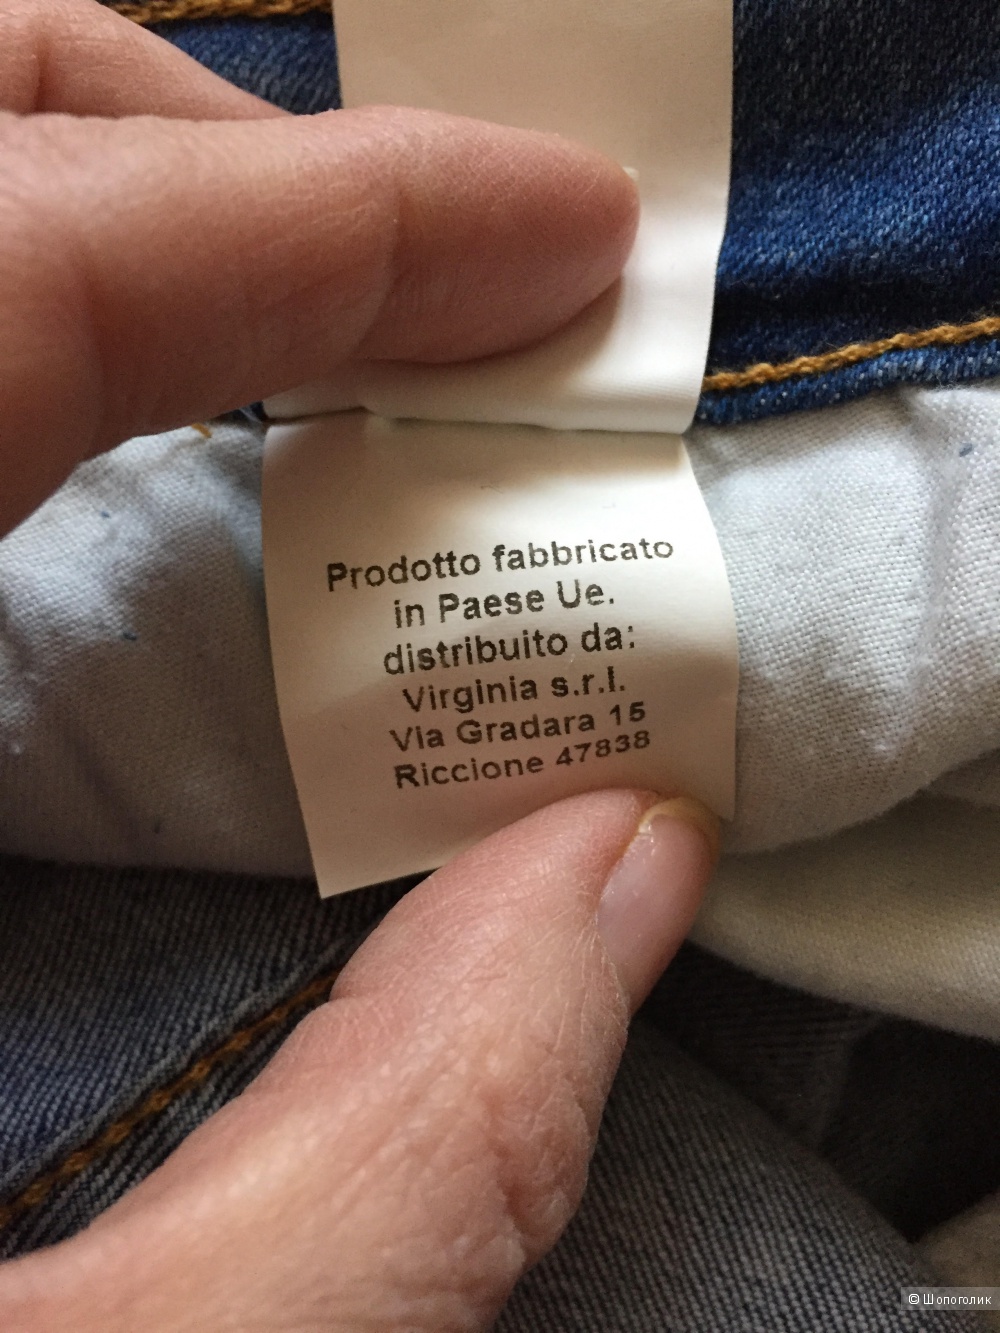 Prodotto fabbricato
in Paese Ue.
distribuito da:
Virginia s.r.l.
Via Gradara 15
Riccione 47838
© Шопоголик